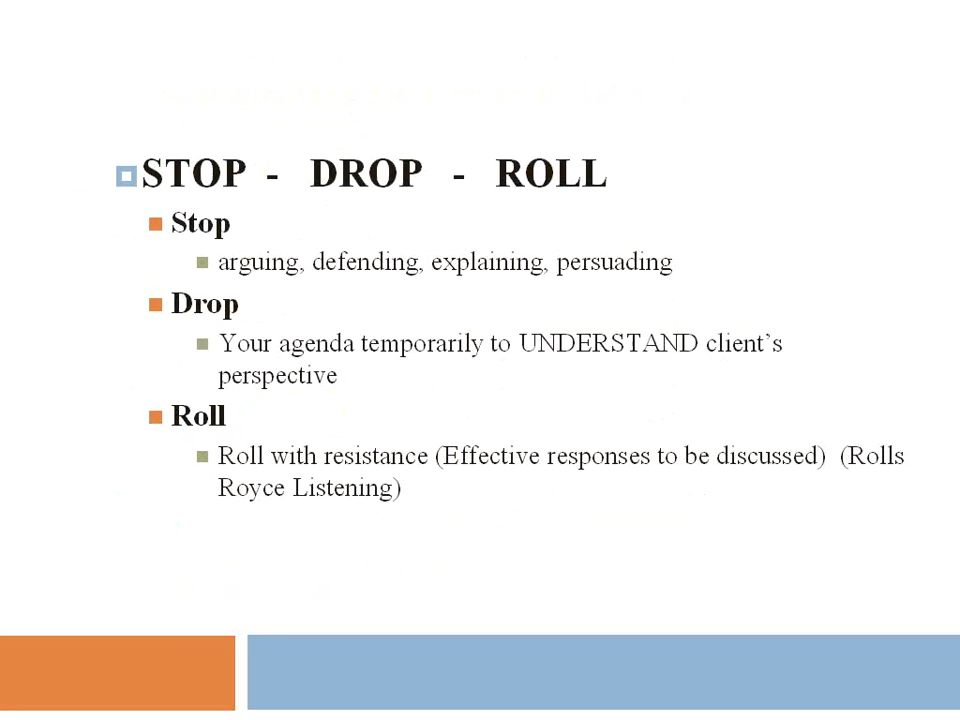 STOP - DROP - ROLL
Stop
arguing, defending, explaining, persuading
Drop
Your agenda temporarily to UNDERSTAND client's
perspective
Roll
Roll with resistance (Effective responses to be discussed) (Rolls
Royce Listening)